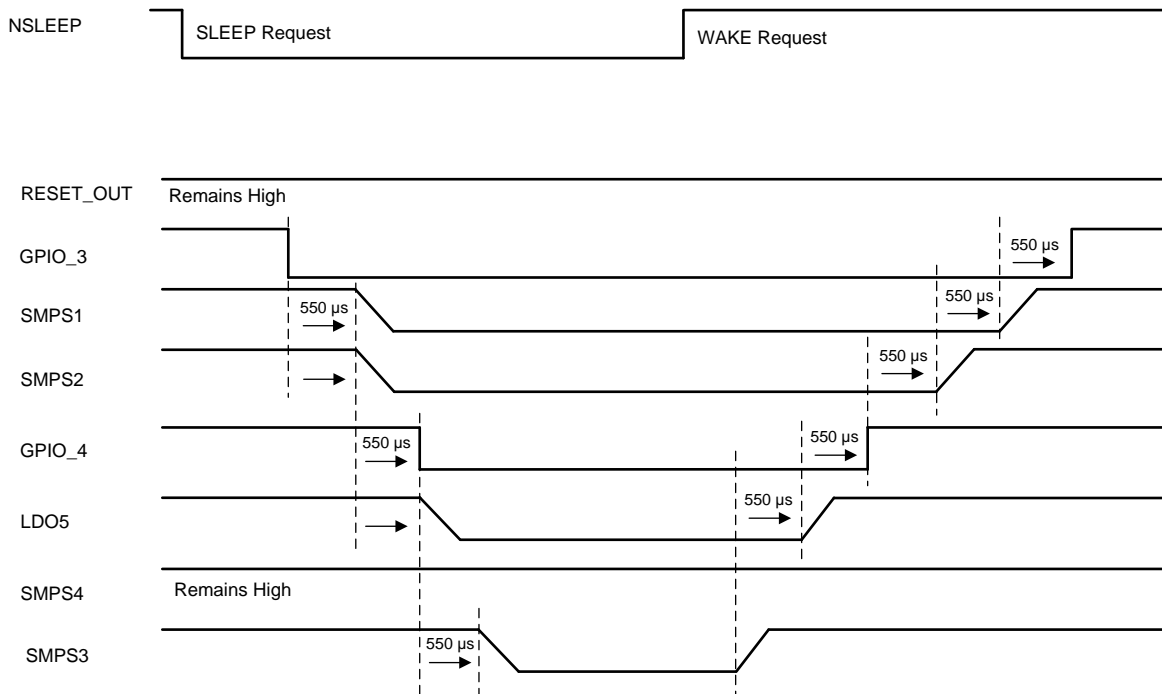 NSLEEP
SLEEP Request
WAKE Request
RESET_OUT
Remains High
GPIO_3
550 µs
SMPS1
550 µs
550 µs
SMPS2
550 µs
GPIO_4
550 µs
550 µs
LDO5
550 µs
SMPS4
Remains High
SMPS3
550 µs